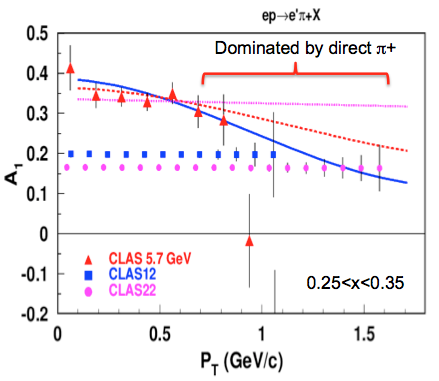 ep→e'π+X
Dominated by direct π+
0.5
0.4
0.3
0.2
0.1
0
-0.1
-0.2
A1
CLAS 5.7 GeV
CLAS12
CLAS22
0.25<x<0.35
0 0.5 1 1.5
PT (GeV/c)